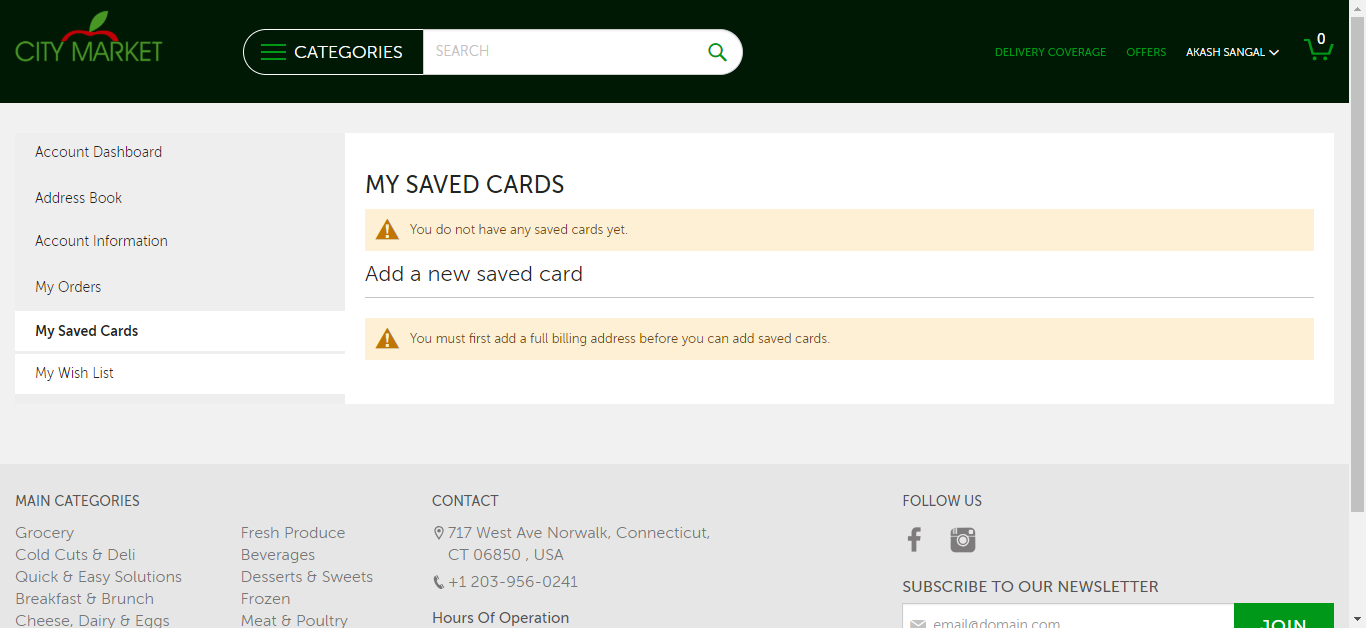 CITY MARKET
CATEGORIES
SEARCH
DELIVERY COVERAGE
OFFERS
AKASH SANGAL
0
Account Dashboard
Address Book
Account Information
My Orders
My Saved Cards
My Wish List
MY SAVED CARDS
You do not have any saved cards yet.
Add a new saved card
You must first add a full billing address before you can add saved cards.
MAIN CATEGORIES
Grocery
Cold Cuts & Deli
Quick & Easy Solutions
Breakfast & Brunch
Cheese, Dairy & Eggs
Fresh Produce
Beverages
Desserts & Sweets
Frozen
Meat & Poultry
CONTACT
717 West Ave Norwalk, Connecticut,
CT 06850 , USA
+1 203-956-0241
Hours Of Operation
FOLLOW US
SUBSCRIBE TO OUR NEWSLETTER
email@domain.com
JOIN